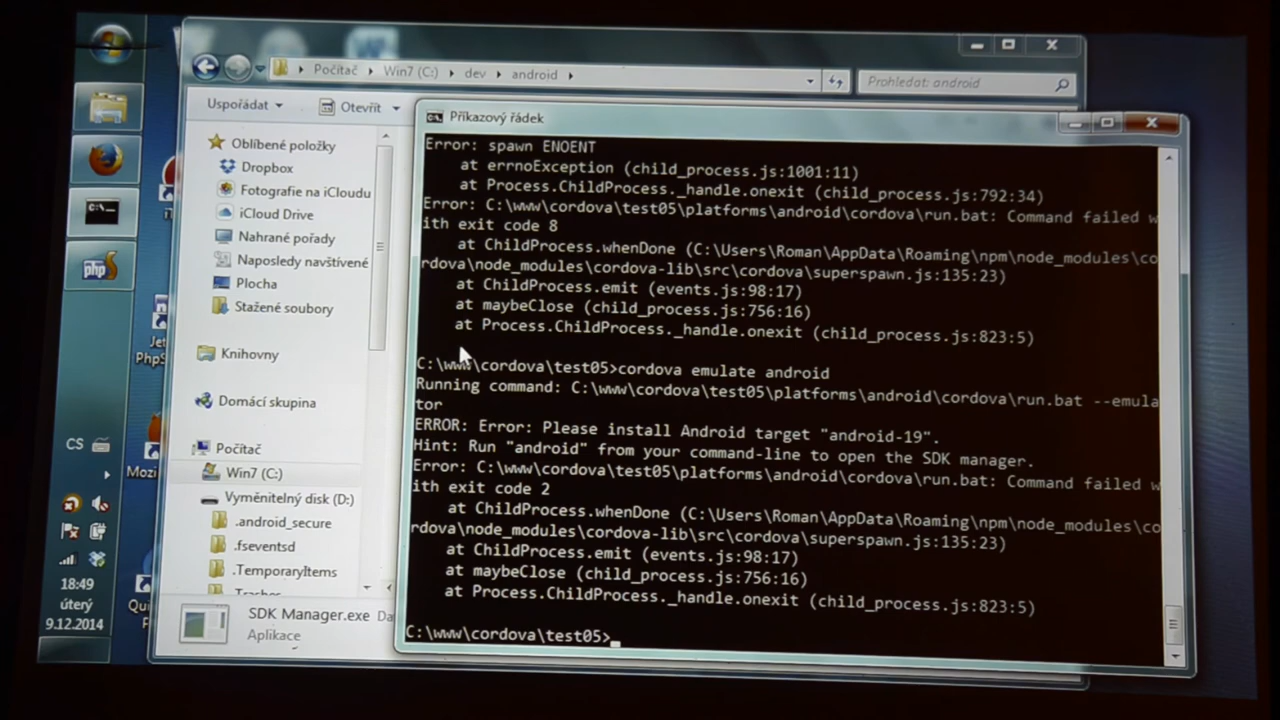 Počítač
Win7 (C:)
dev
android
Prohledat: android
Uspořádat
Otevřít
Oblíbené položky
Dropbox
Fotografie na iCloudu
iCloud Drive
Nahrané pořady
Naposledy navštívené
Plocha
Stažené soubory
Knihovny
Domácí skupina
Počítač
Win7 (C:)
Vyměnitelný disk (D:)
.android_secure
.fseventsd
.TemporaryItems
SDK Manager.exe
Aplikace
Příkazový řádek
Error: spawn ENOENT
at errnoException (child_process.js:1001:11)
at Process.ChildProcess._handle.onexit (child_process.js:792:34)
Error: C:\www\cordova\test05\platforms\android\cordova\run.bat: Command failed w
ith exit code 8
at ChildProcess.whenDone (C:\Users\Roman\AppData\Roaming\npm\node_modules\co
rdova\node_modules\cordova-lib\src\cordova\superspawn.js:135:23)
at ChildProcess.emit (events.js:98:17)
at maybeClose (child_process.js:756:16)
at Process.ChildProcess._handle.onexit (child_process.js:823:5)
C:\www\cordova\test05>cordova emulate android
Running command: C:\www\cordova\test05\platforms\android\cordova\run.bat --emula
tor
ERROR: Error: Please install Android target "android-19".
Hint: Run "android" from your command-line to open the SDK manager.
Error: C:\www\cordova\test05\platforms\android\cordova\run.bat: Command failed w
ith exit code 2
at ChildProcess.whenDone (C:\Users\Roman\AppData\Roaming\npm\node_modules\co
rdova\node_modules\cordova-lib\src\cordova\superspawn.js:135:23)
at ChildProcess.emit (events.js:98:17)
at maybeClose (child_process.js:756:16)
at Process.ChildProcess._handle.onexit (child_process.js:823:5)
C:\www\cordova\test05>_
php
CS
18:49
úterý
9.12.2014